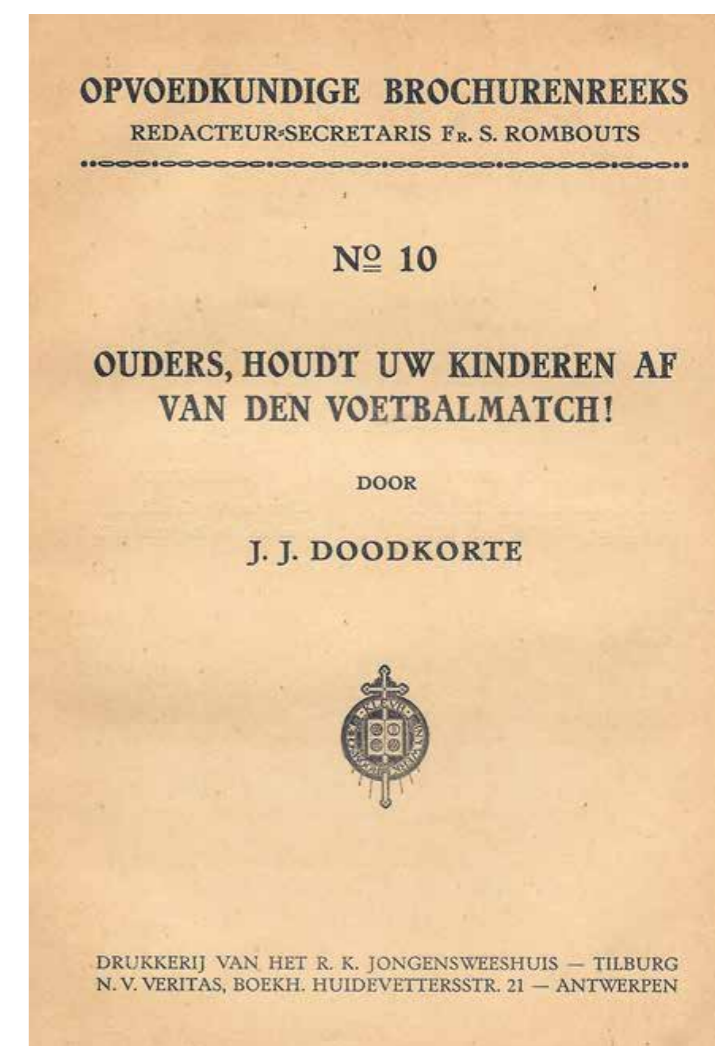 OPVOEDKUNDIGE BROCHURENREEKS
REDACTEUR-SECRETARIS FR. S. ROMBOUTS
Nº 10
OUDERS, HOUDT UW KINDEREN AF
VAN DEN VOETBALMATCH!
DOOR
J. J. DOODKORTE
DRUKKERIJ VAN HET R. K. JONGENSWEESHUIS — TILBURG
N. V. VERITAS, BOEKH. HUIDEVETTERSSTR. 21 — ANTWERPEN